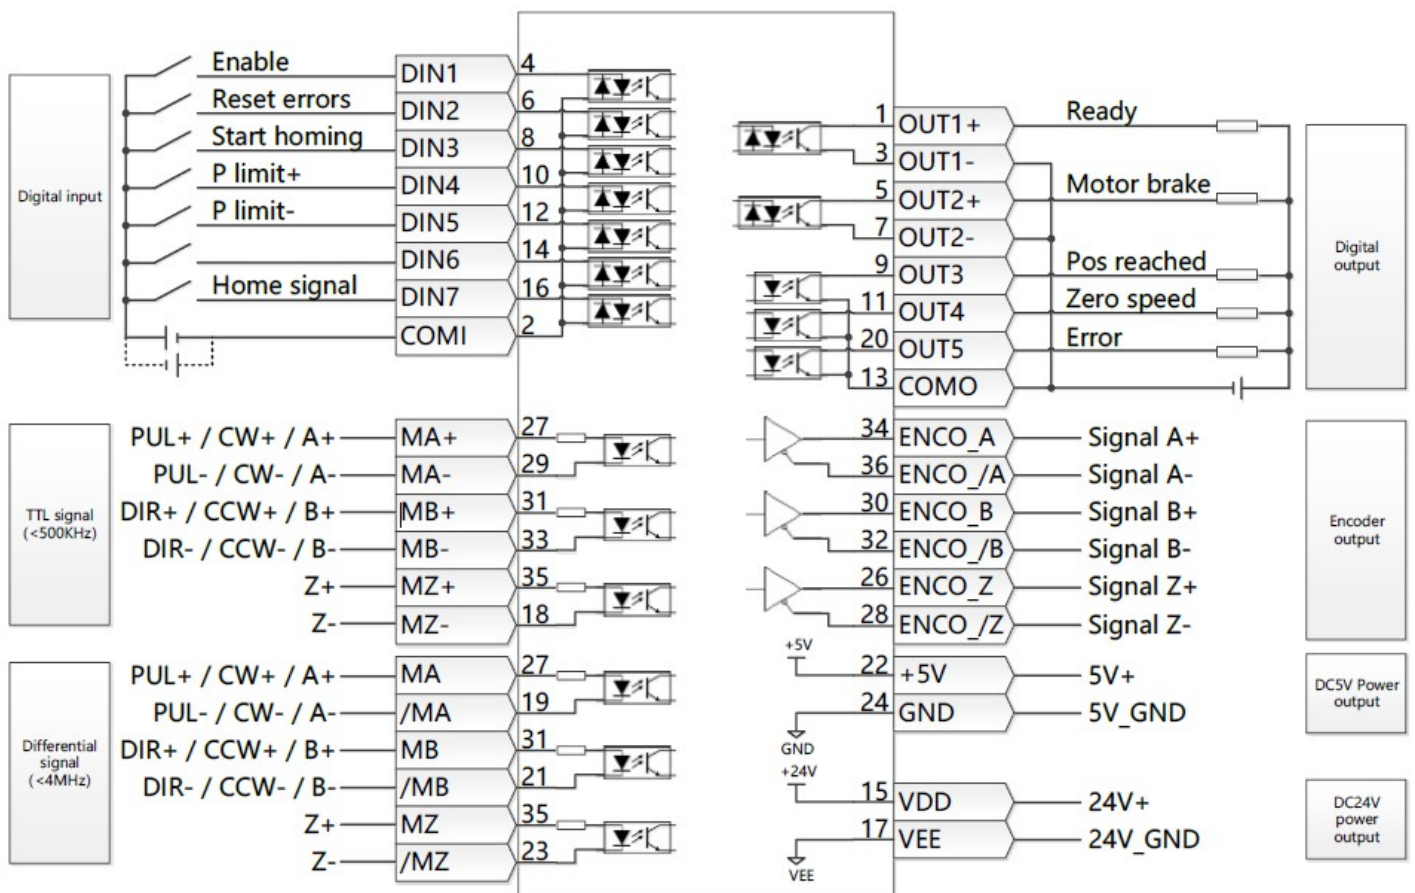 Digital input
Enable
DIN1
4
Reset errors
DIN2
6
Start homing
DIN3
8
P limit+
DIN4
10
P limit-
DIN5
12
DIN6
14
Home signal
DIN7
16
COMI
2
TTL signal
(<500KHz)
PUL+ / CW+ / A+
MA+
27
PUL- / CW- / A-
MA-
29
DIR+ / CCW+ / B+
MB+
31
DIR- / CCW- / B-
MB-
33
Z+
MZ+
35
Z-
MZ-
18
Differential
signal
(<4MHz)
PUL+ / CW+ / A+
MA
27
PUL- / CW- / A-
/MA
19
DIR+ / CCW+ / B+
MB
31
DIR- / CCW- / B-
/MB
21
Z+
MZ
35
Z-
/MZ
23
1
OUT1+
Ready
3
OUT1-
5
OUT2+
Motor brake
7
OUT2-
9
OUT3
Pos reached
11
OUT4
Zero speed
20
OUT5
Error
13
COMO
Digital
output
34
ENCO_A
Signal A+
36
ENCO_/A
Signal A-
30
ENCO_B
Signal B+
32
ENCO_/B
Signal B-
26
ENCO_Z
Signal Z+
28
ENCO_/Z
Signal Z-
Encoder
output
+5V
22
+5V
5V+
24
GND
5V_GND
GND
DC5V Power
output
+24V
15
VDD
24V+
17
VEE
24V_GND
VEE
DC24V
power
output